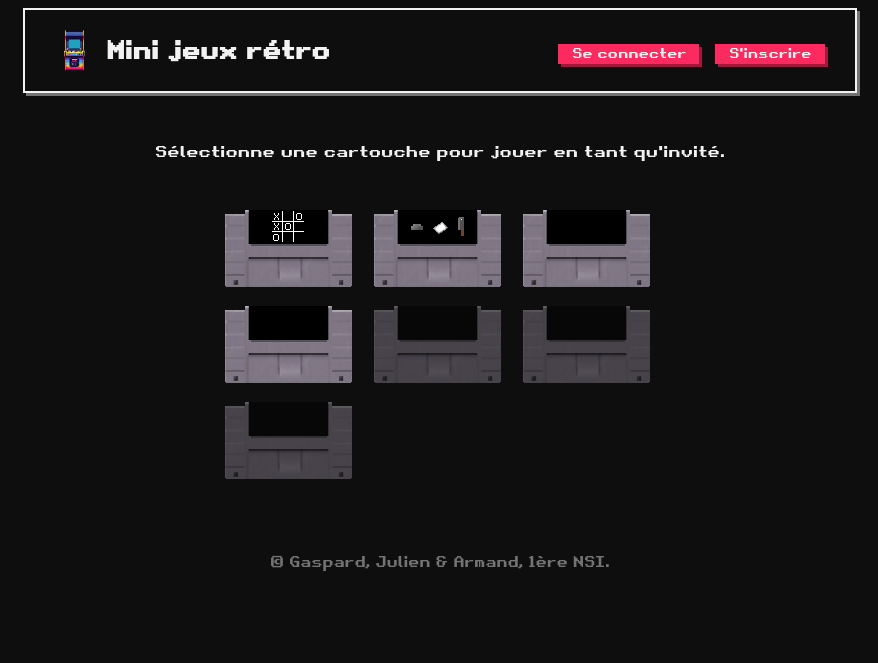 Mini jeux rétro
Se connecter
S'inscrire
Sélectionne une cartouche pour jouer en tant qu'invité.
X O
X O
O
© Gaspard, Julien & Armand, 1ère NSI.